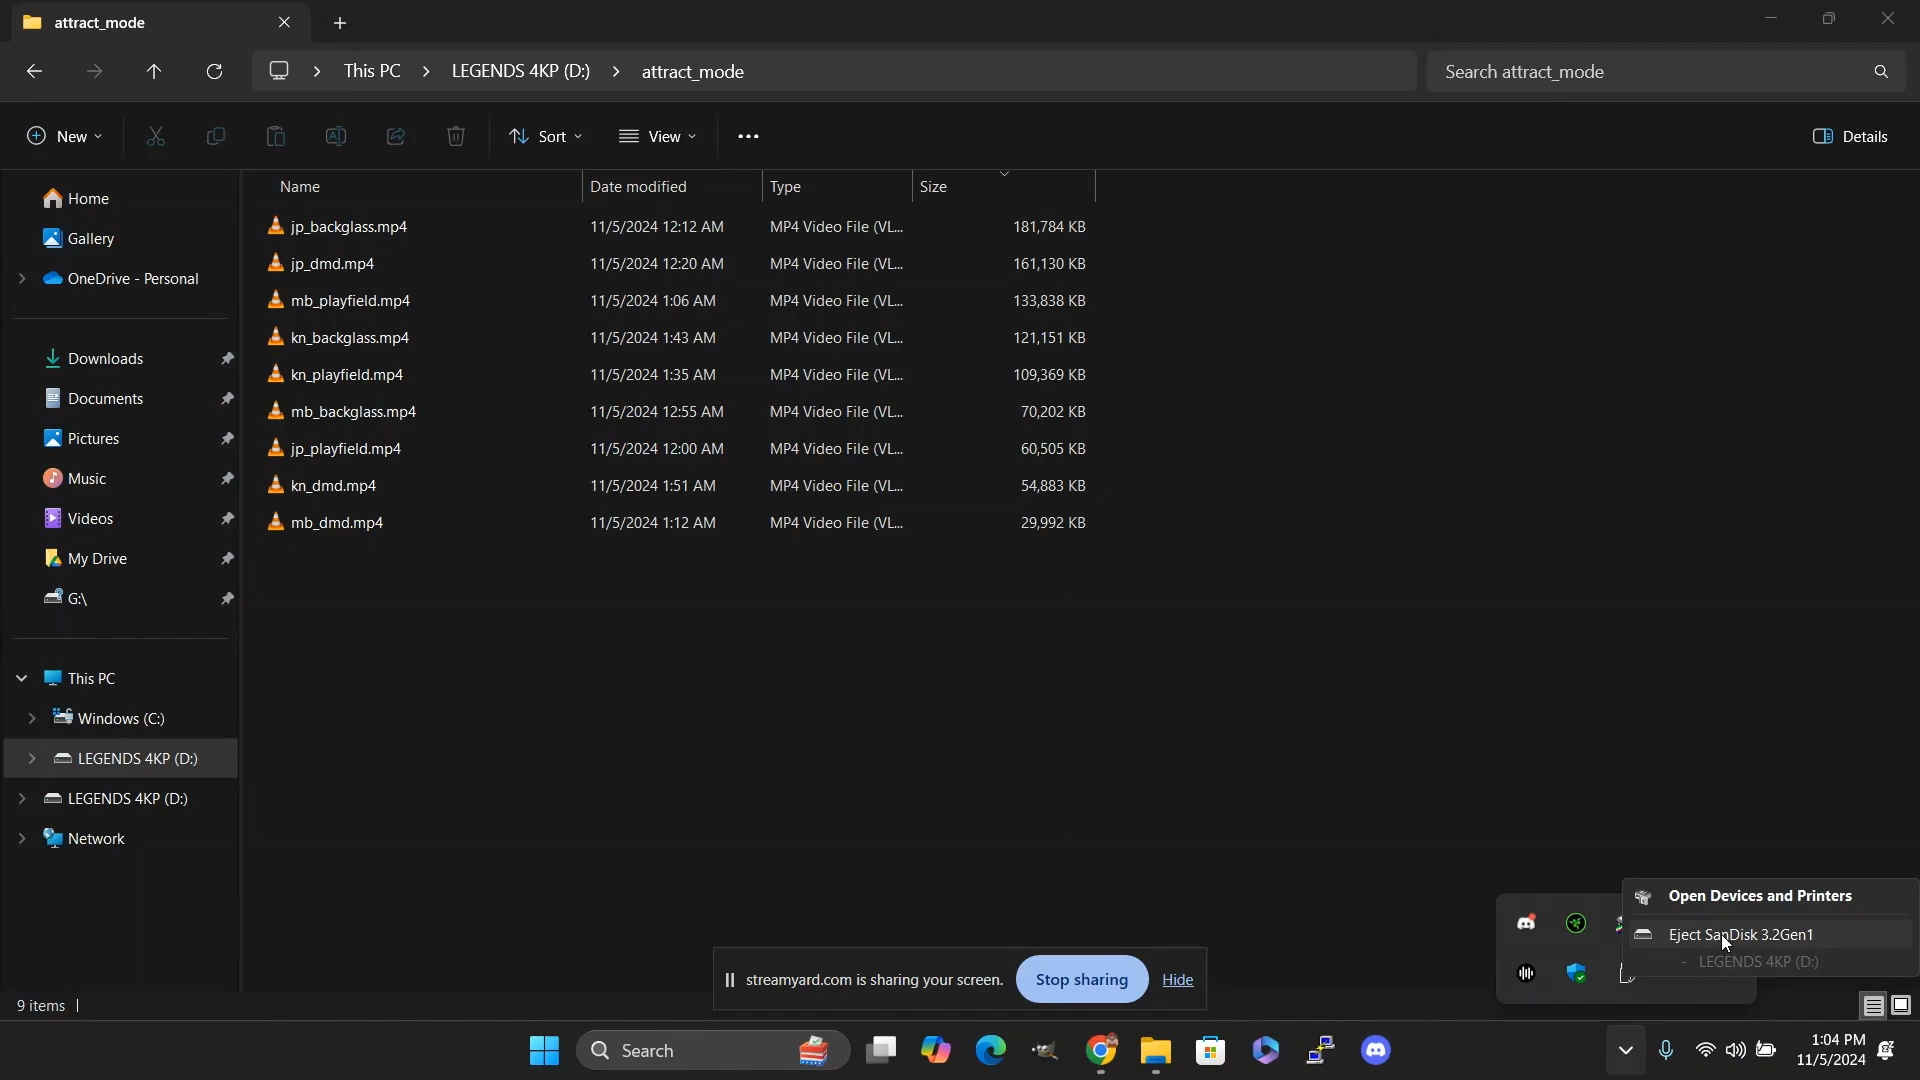 attract_mode
This PC
LEGENDS 4KP (D:)
attract_mode
Search attract_mode
New
Sort
View
Details
Name
Date modified
Type
Size
Home
Gallery
OneDrive - Personal
Downloads
Documents
Pictures
Music
Videos
My Drive
G:\
This PC
Windows (C:)
LEGENDS 4KP (D:)
LEGENDS 4KP (D:)
Network
jp_backglass.mp4 11/5/2024 12:12 AM MP4 Video File (VL... 181,784 KB
jp_dmd.mp4 11/5/2024 12:20 AM MP4 Video File (VL... 161,130 KB
mb_playfield.mp4 11/5/2024 1:06 AM MP4 Video File (VL... 133,838 KB
kn_backglass.mp4 11/5/2024 1:43 AM MP4 Video File (VL... 121,151 KB
kn_playfield.mp4 11/5/2024 1:35 AM MP4 Video File (VL... 109,369 KB
mb_backglass.mp4 11/5/2024 12:55 AM MP4 Video File (VL... 70,202 KB
jp_playfield.mp4 11/5/2024 12:00 AM MP4 Video File (VL... 60,505 KB
kn_dmd.mp4 11/5/2024 1:51 AM MP4 Video File (VL... 54,883 KB
mb_dmd.mp4 11/5/2024 1:12 AM MP4 Video File (VL... 29,992 KB
Open Devices and Printers
Eject SanDisk 3.2Gen1
- LEGENDS 4KP (D:)
streamyard.com is sharing your screen.
Stop sharing
Hide
9 items
Search
1:04 PM
11/5/2024